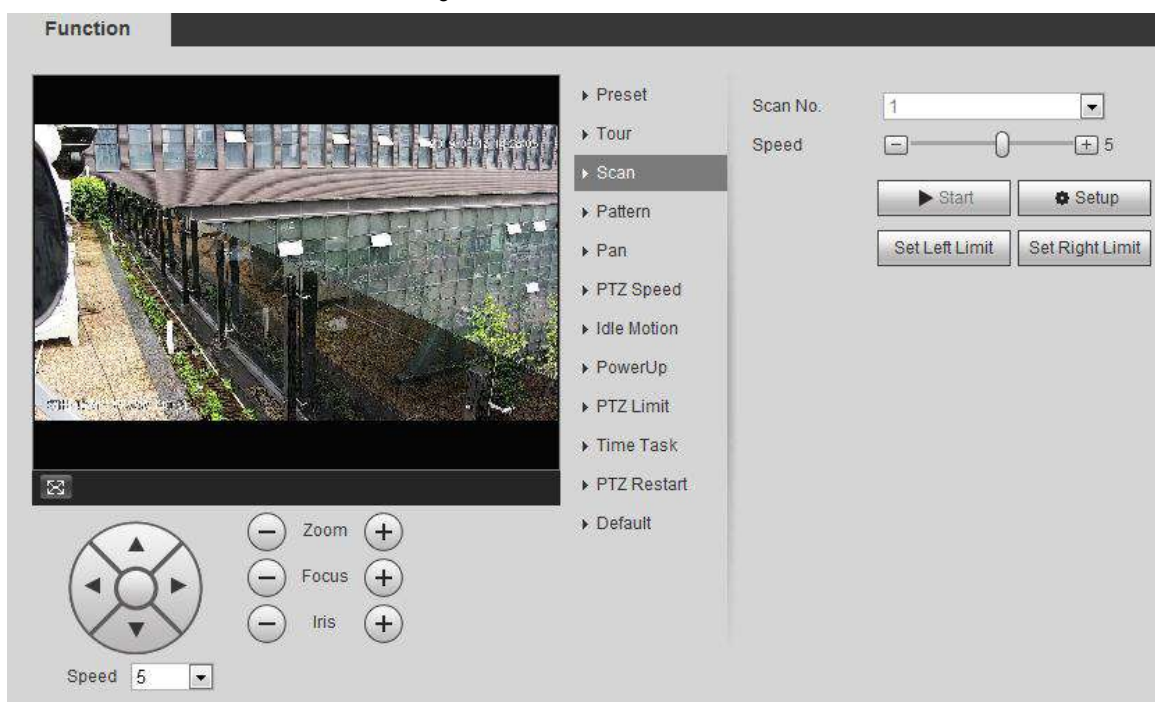 Function
Preset
Tour
Scan
Pattern
Pan
PTZ Speed
Idle Motion
PowerUp
PTZ Limit
Time Task
PTZ Restart
Default
Scan No. 1
Speed 5
Start Setup
Set Left Limit Set Right Limit
Zoom
Focus
Iris
Speed 5